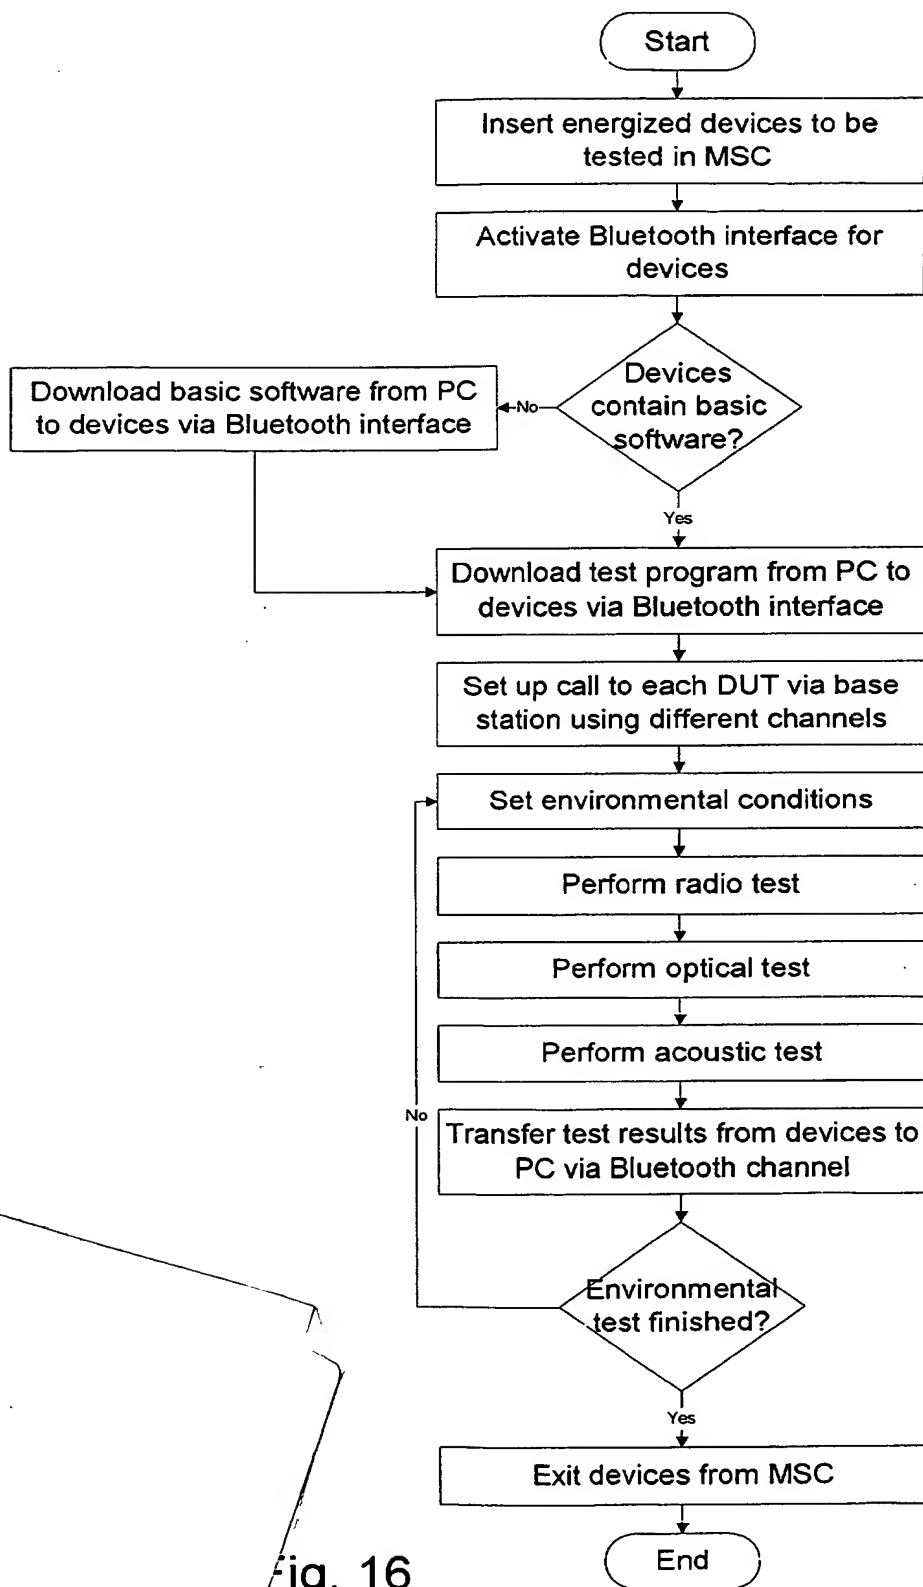 Start
Insert energized devices to be
tested in MSC
Activate Bluetooth interface for
devices
Devices
contain basic
software?
No
Download basic software from PC
to devices via Bluetooth interface
Yes
Download test program from PC to
devices via Bluetooth interface
Set up call to each DUT via base
station using different channels
Set environmental conditions
Perform radio test
Perform optical test
Perform acoustic test
Transfer test results from devices to
PC via Bluetooth channel
No
Environmental
test finished?
Yes
Exit devices from MSC
End
Fig. 16